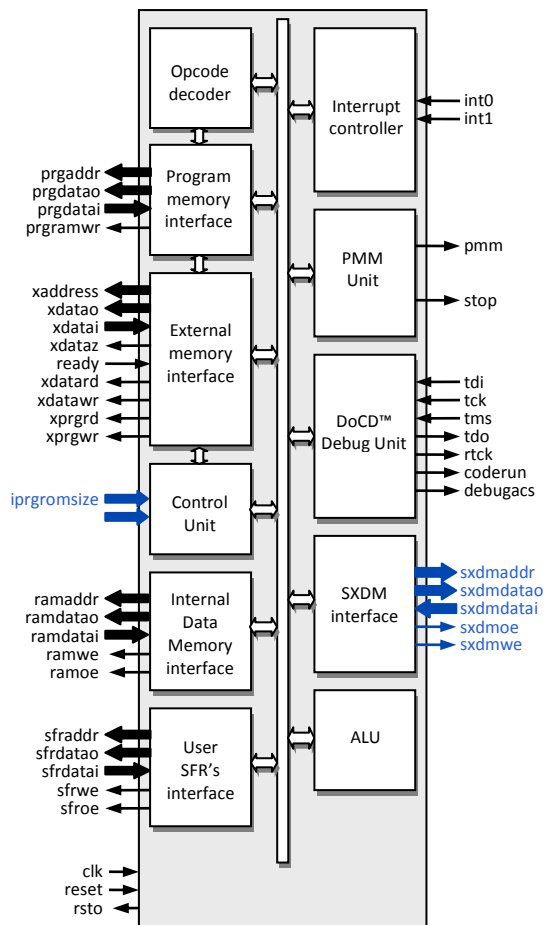 Opcode
decoder
Interrupt
controller
int0
int1
prgaddr
prgdatao
prgdatai
prgramwr
Program
memory
interface
PMM
Unit
pmm
stop
xaddress
xdatao
xdatai
xdataz
ready
xdatard
xdatawr
xprgrd
xprgwr
External
memory
interface
DoCD™
Debug Unit
tdi
tck
tms
tdo
rtck
coderun
debugacs
iprgromsize
Control
Unit
SXDM
interface
sxdmaddr
sxdmdatao
sxdmdatai
sxdmoe
sxdmwe
ramaddr
ramdatao
ramdatai
ramwe
ramoe
Internal
Data
Memory
interface
ALU
sfraddr
sfrdatao
sfrdatai
sfrwe
sfroe
User
SFR's
interface
clk
reset
rsto